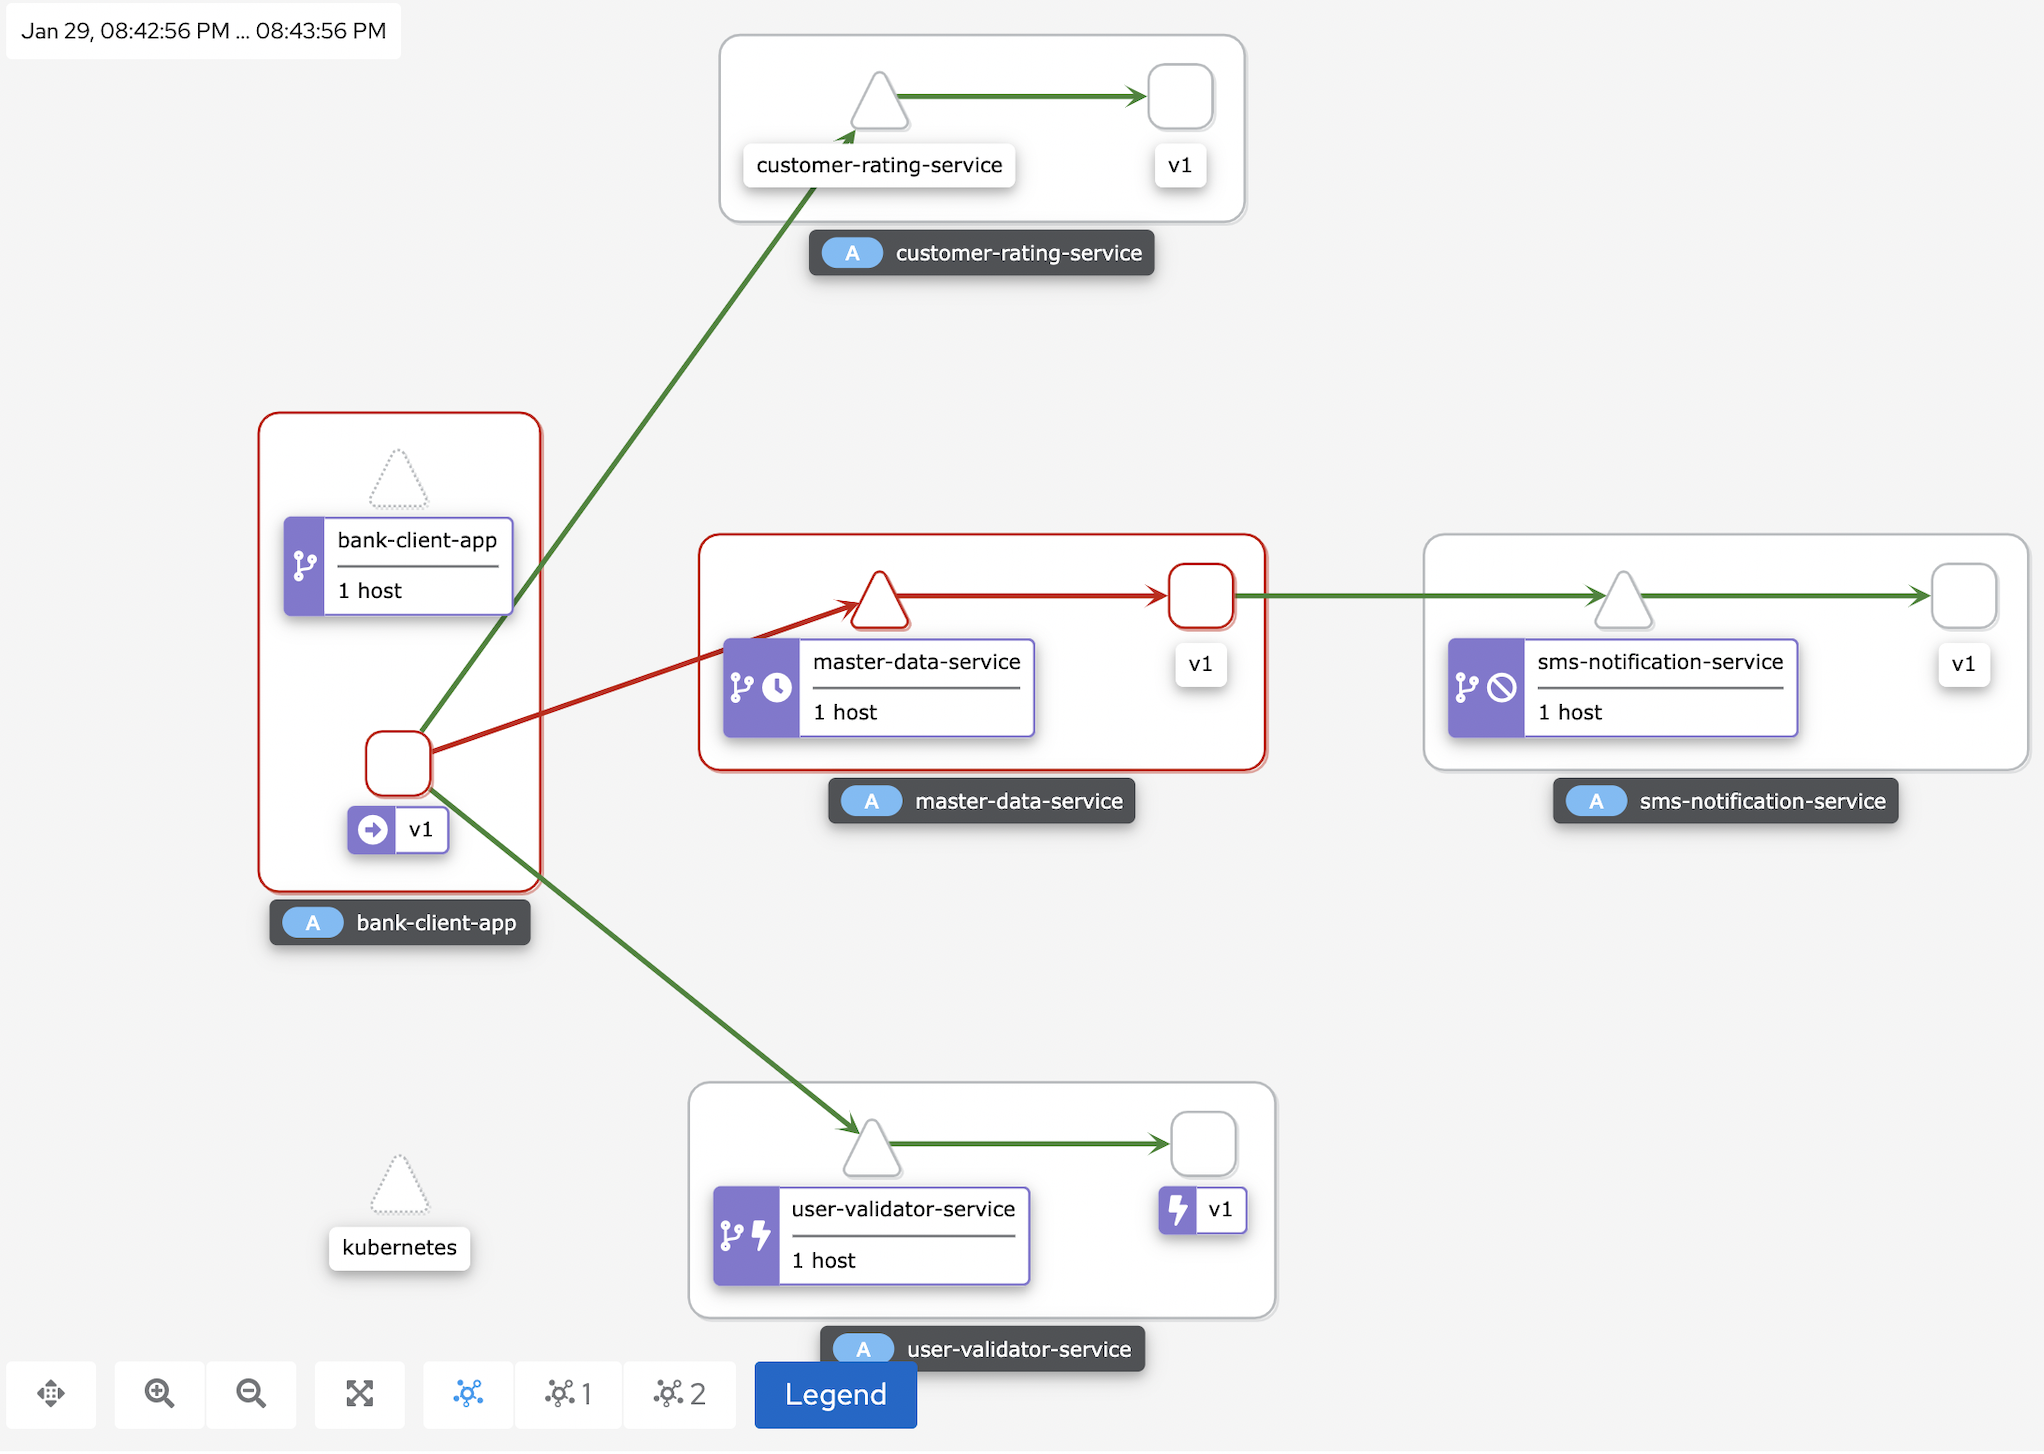 Jan 29, 08:42:56 PM ... 08:43:56 PM
customer-rating-service
v1
A customer-rating-service
bank-client-app
1 host
v1
A bank-client-app
master-data-service
1 host
v1
A master-data-service
sms-notification-service
1 host
v1
A sms-notification-service
kubernetes
user-validator-service
1 host
v1
A user-validator-service
1
2
Legend